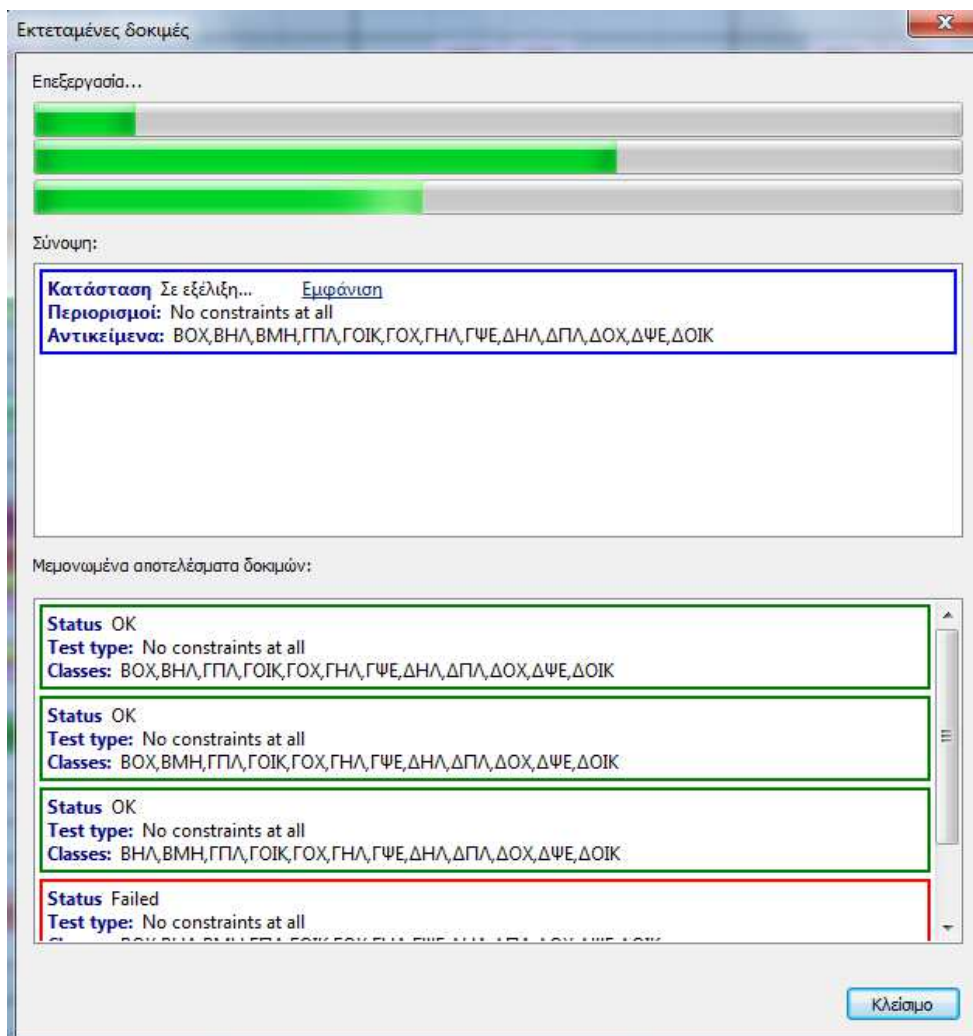 Εκτεταμένες δοκιμές
Επεξεργασία...
Σύνοψη:
Κατάσταση Σε εξέλιξη... Εμφάνιση
Περιορισμοί: No constraints at all
Αντικείμενα: ΒΟΧ,ΒΗΛ,ΒΜΗ,ΓΠΛ,ΓΟΙΚ,ΓΟΧ,ΓΗΛ,ΓΨΕ,ΔΗΛ,ΔΠΛ,ΔΟΧ,ΔΨΕ,ΔΟΙΚ
Μεμονωμένα αποτελέσματα δοκιμών:
Status OK
Test type: No constraints at all
Classes: ΒΟΧ,ΒΗΛ,ΓΠΛ,ΓΟΙΚ,ΓΟΧ,ΓΗΛ,ΓΨΕ,ΔΗΛ,ΔΠΛ,ΔΟΧ,ΔΨΕ,ΔΟΙΚ
Status OK
Test type: No constraints at all
Classes: ΒΟΧ,ΒΜΗ,ΓΠΛ,ΓΟΙΚ,ΓΟΧ,ΓΗΛ,ΓΨΕ,ΔΗΛ,ΔΠΛ,ΔΟΧ,ΔΨΕ,ΔΟΙΚ
Status OK
Test type: No constraints at all
Classes: ΒΗΛ,ΒΜΗ,ΓΠΛ,ΓΟΙΚ,ΓΟΧ,ΓΗΛ,ΓΨΕ,ΔΗΛ,ΔΠΛ,ΔΟΧ,ΔΨΕ,ΔΟΙΚ
Status Failed
Test type: No constraints at all
Κλείσιμο